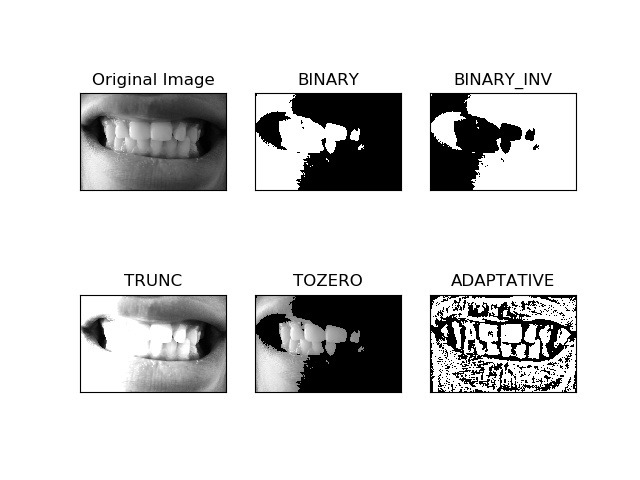 Original Image
BINARY
BINARY_INV
TRUNC
TOZERO
ADAPTATIVE